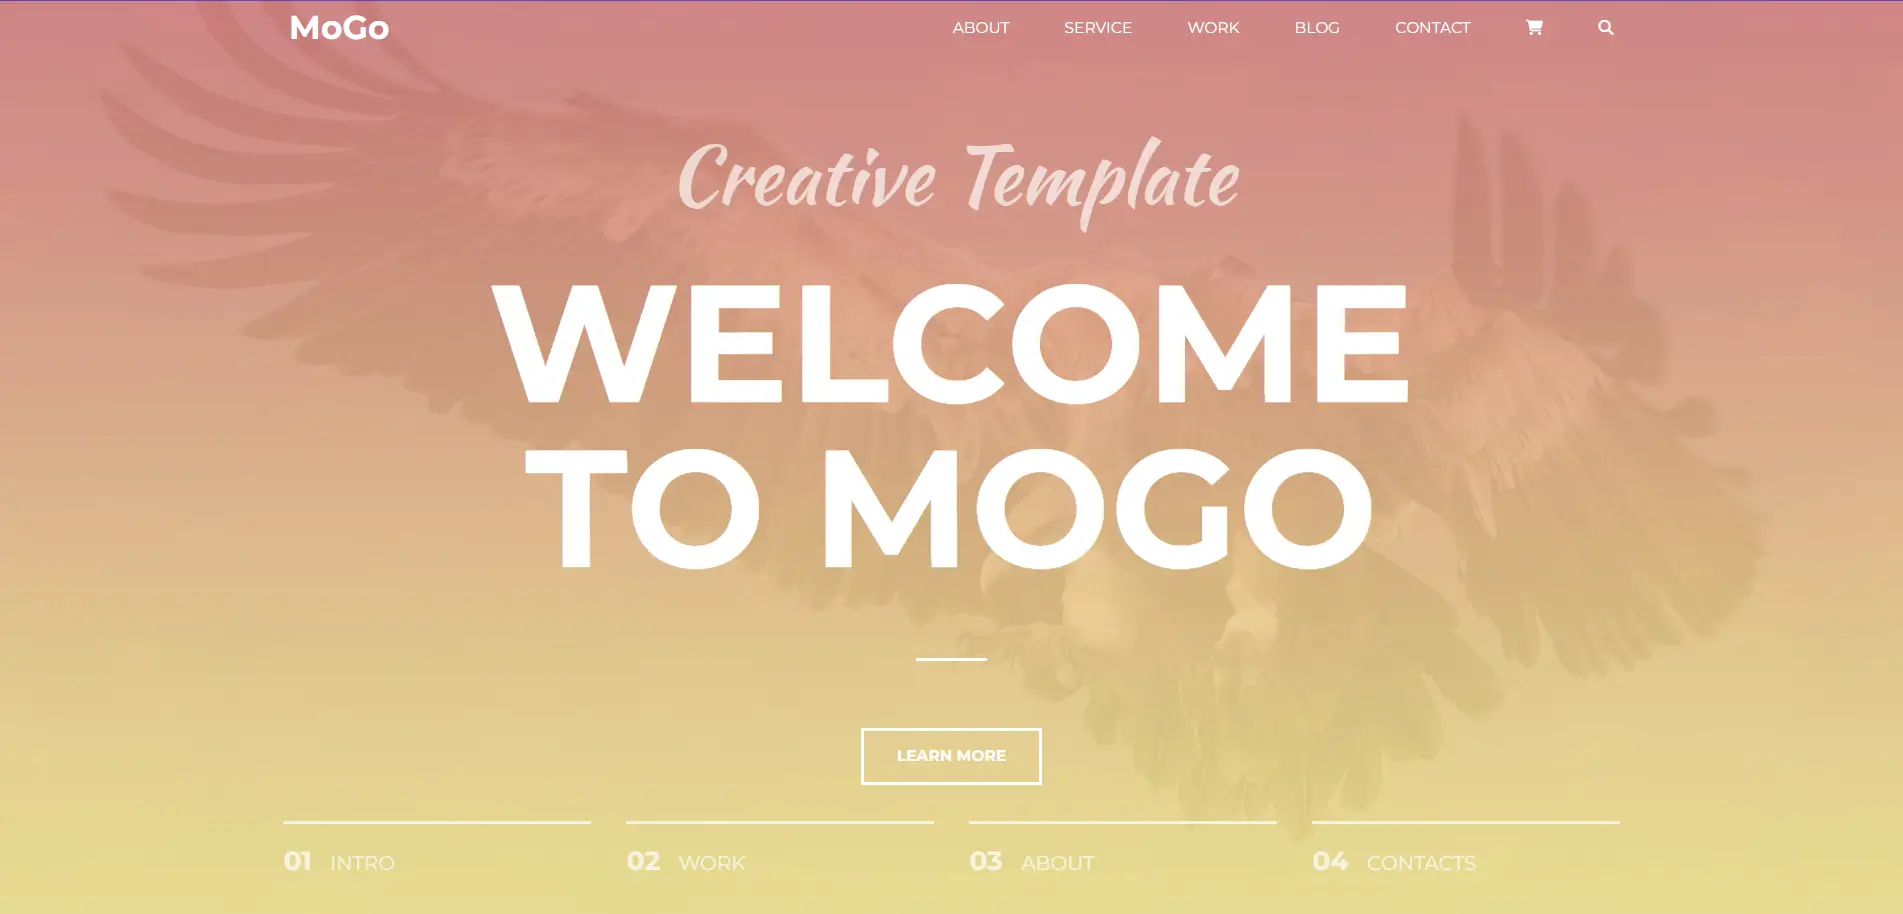 MoGo
ABOUT SERVICE WORK BLOG CONTACT
Creative Template
WELCOME
TO MOGO
LEARN MORE
01 INTRO
02 WORK
03 ABOUT
04 CONTACTS